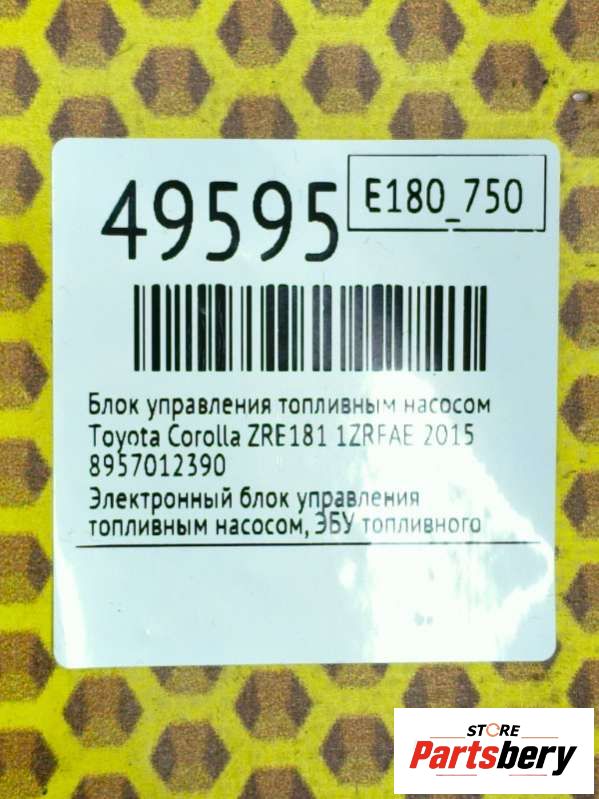 49595
E180_750
Блок управления топливным насосом
Toyota Corolla ZRE181 1ZRFAE 2015
8957012390
Электронный блок управления
топливным насосом, ЭБУ топливного
STORE
Partsbery